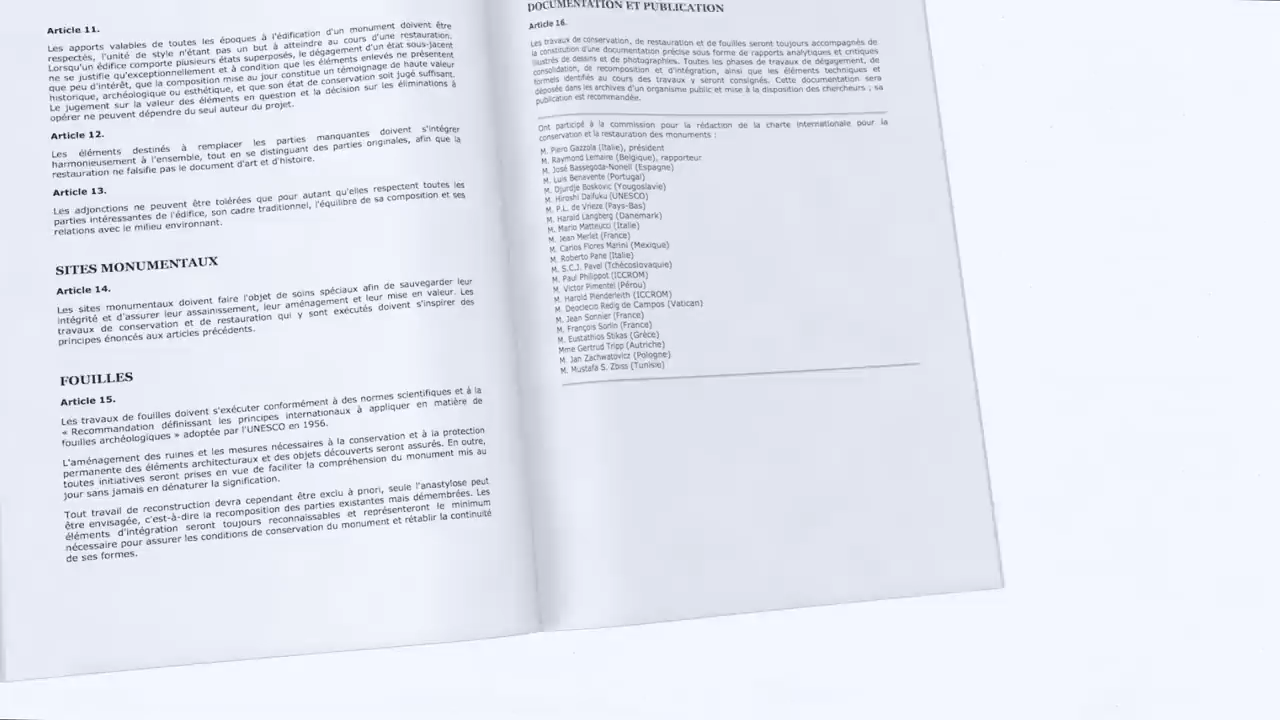 Article 11.
Les apports valables de toutes les époques à l'édification d'un monument doivent être
respectés, l'unité de style n'étant pas un but à atteindre au cours d'une restauration.
Lorsqu'un édifice comporte plusieurs états superposés, le dégagement d'un état sous-jacent
ne se justifie qu'exceptionnellement et à condition que les éléments enlevés ne présentent
que peu d'intérêt, que la composition mise au jour constitue un témoignage de haute valeur
historique, archéologique ou esthétique, et que son état de conservation soit jugé suffisant.
Le jugement sur la valeur des éléments en question et la décision sur les éliminations à
opérer ne peuvent dépendre du seul auteur du projet.
Article 12.
Les éléments destinés à remplacer les parties manquantes doivent s'intégrer
harmonieusement à l'ensemble, tout en se distinguant des parties originales, afin que la
restauration ne falsifie pas le document d'art et d'histoire.
Article 13.
Les adjonctions ne peuvent être tolérées que pour autant qu'elles respectent toutes les
parties intéressantes de l'édifice, son cadre traditionnel, l'équilibre de sa composition et ses
relations avec le milieu environnant.
SITES MONUMENTAUX
Article 14.
Les sites monumentaux doivent faire l'objet de soins spéciaux afin de sauvegarder leur
intégrité et d'assurer leur assainissement, leur aménagement et leur mise en valeur. Les
travaux de conservation et de restauration qui y sont exécutés doivent s'inspirer des
principes énoncés aux articles précédents.
FOUILLES
Article 15.
Les travaux de fouilles doivent s'exécuter conformément à des normes scientifiques et à la
« Recommandation définissant les principes internationaux à appliquer en matière de
fouilles archéologiques » adoptée par l'UNESCO en 1956.
L'aménagement des ruines et les mesures nécessaires à la conservation et à la protection
permanente des éléments architecturaux et des objets découverts seront assurés. En outre,
toutes initiatives seront prises en vue de faciliter la compréhension du monument mis au
jour sans jamais en dénaturer la signification.
Tout travail de reconstruction devra cependant être exclu à priori, seule l'anastylose peut
être envisagée, c'est-à-dire la recomposition des parties existantes mais démembrées. Les
éléments d'intégration seront toujours reconnaissables et représenteront le minimum
nécessaire pour assurer les conditions de conservation du monument et rétablir la continuité
de ses formes.
DOCUMENTATION ET PUBLICATION
Article 16.
Les travaux de conservation, de restauration et de fouilles seront toujours accompagnés de
la constitution d'une documentation précise sous forme de rapports analytiques et critiques
illustrés de dessins et de photographies. Toutes les phases de travaux de dégagement, de
consolidation, de recomposition et d'intégration, ainsi que les éléments techniques et
formels identifiés au cours des travaux y seront consignés. Cette documentation sera
déposée dans les archives d'un organisme public et mise à la disposition des chercheurs ; sa
publication est recommandée.
Ont participé à la commission pour la rédaction de la charte internationale pour la
conservation et la restauration des monuments :
M. Piero Gazzola (Italie), président
M. Raymond Lemaire (Belgique), rapporteur
M. José Bassegoda-Nonell (Espagne)
M. Luis Benavente (Portugal)
M. Djurdje Boskovic (Yougoslavie)
M. Hiroshi Daifuku (UNESCO)
M. P.L. de Vrieze (Pays-Bas)
M. Harald Langberg (Danemark)
M. Mario Matteucci (Italie)
M. Jean Merlet (France)
M. Carlos Flores Marini (Mexique)
M. Roberto Pane (Italie)
M. S.C.J. Pavel (Tchécoslovaquie)
M. Paul Philippot (ICCROM)
M. Victor Pimentel (Pérou)
M. Harold Plenderleith (ICCROM)
M. Deoclecio Redig de Campos (Vatican)
M. Jean Sonnier (France)
M. François Sorlin (France)
M. Eustathios Stikas (Grèce)
Mme Gertrud Tripp (Autriche)
M. Jan Zachwatovicz (Pologne)
M. Mustafa S. Zbiss (Tunisie)